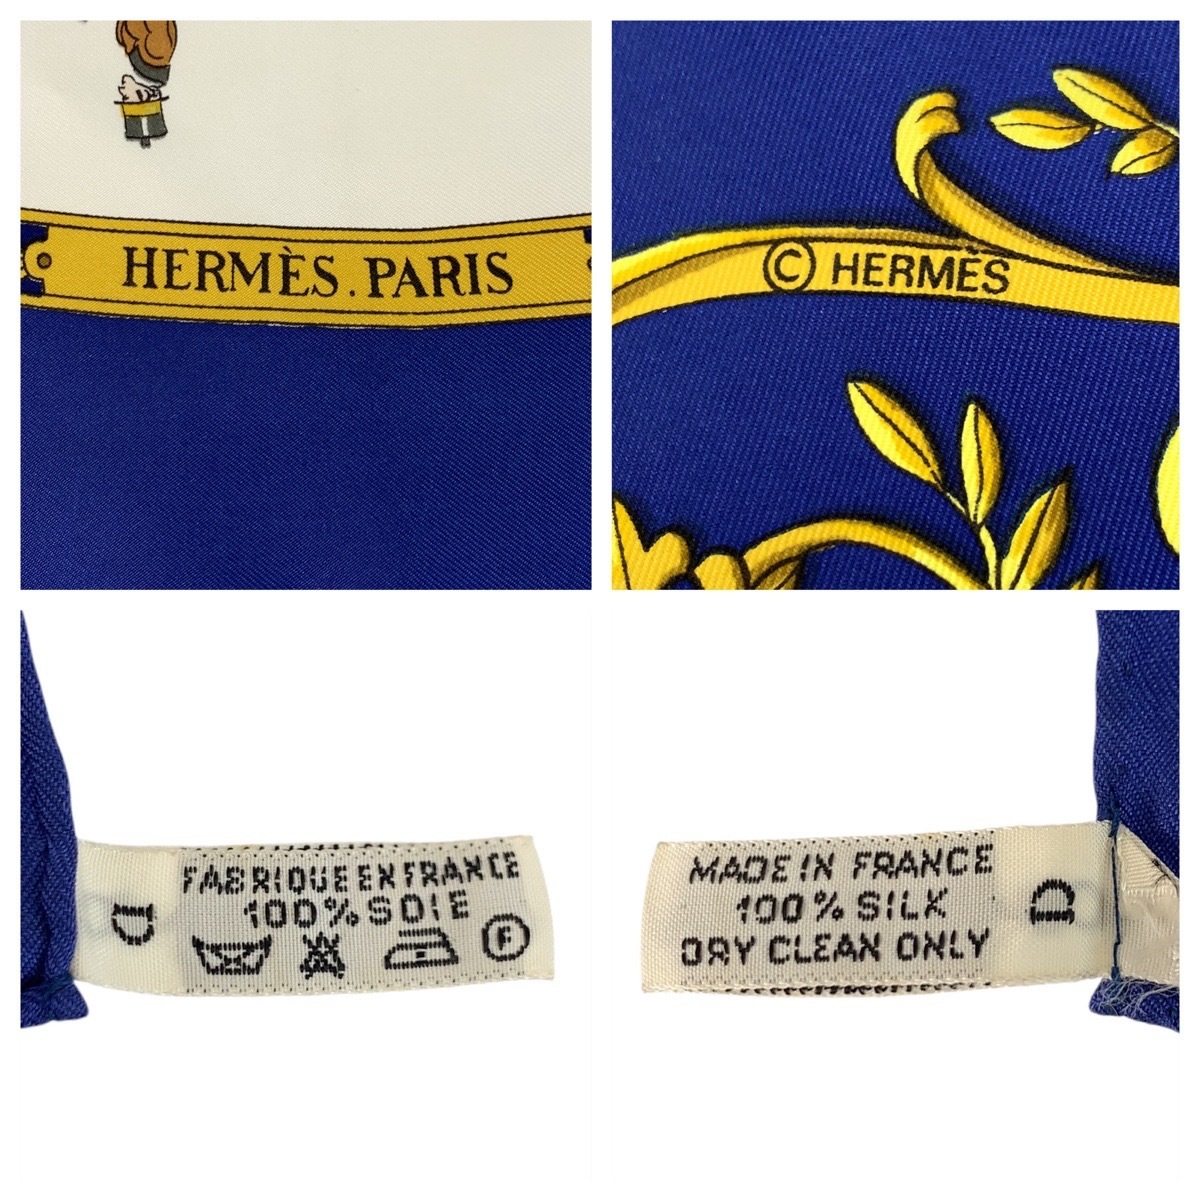 HERMÈS.PARIS
© HERMÈS
FABRIQUE EN FRANCE
100% SOIE
F
D
MADE IN FRANCE
100% SILK
DRY CLEAN ONLY
D